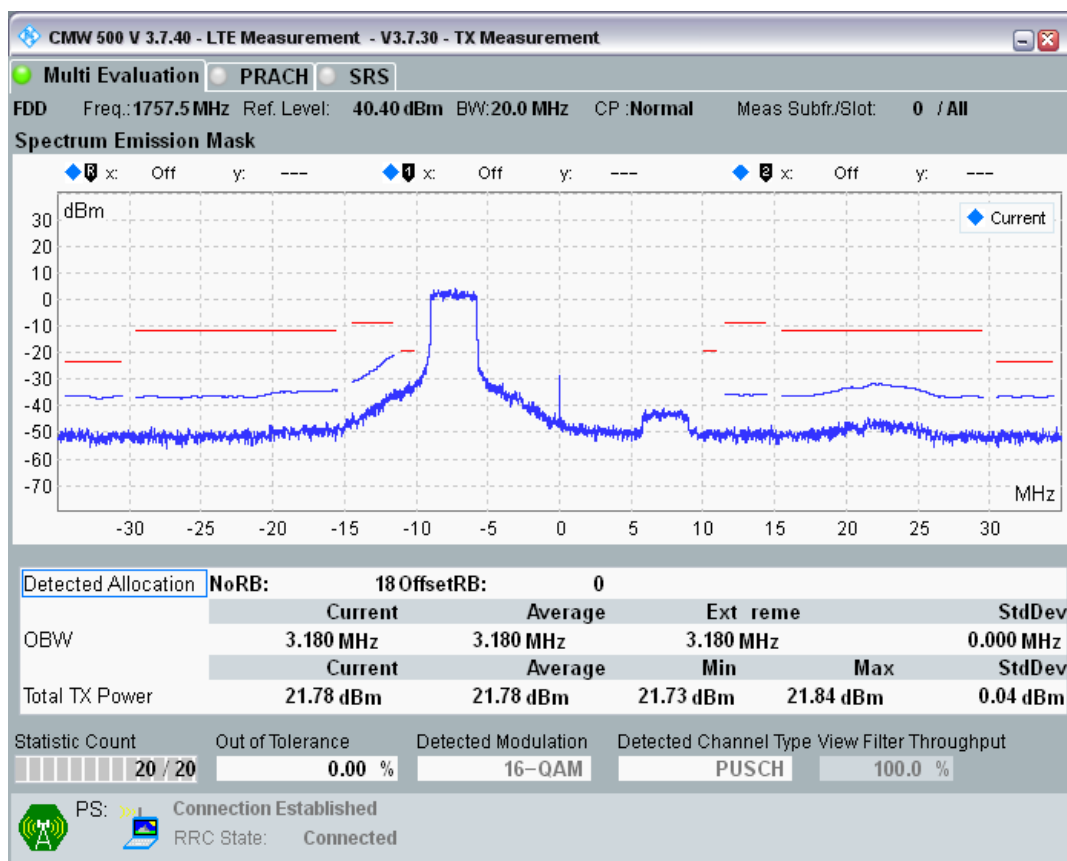 CMW 500 V 3.7.40 - LTE Measurement - V3.7.30 - TX Measurement
Multi Evaluation PRACH SRS
FDD Freq.: 1757.5 MHz Ref. Level: 40.40 dBm BW: 20.0 MHz CP : Normal Meas Subfr./Slot: 0 / All
Spectrum Emission Mask
R x: Off y: --- 1 x: Off y: --- 2 x: Off y: ---
dBm
Current
30
20
10
0
-10
-20
-30
-40
-50
-60
-70
MHz
-30 -25 -20 -15 -10 -5 0 5 10 15 20 25 30
Detected Allocation NoRB: 18 OffsetRB: 0
Current Average Ext reme StdDev
OBW 3.180 MHz 3.180 MHz 3.180 MHz 0.000 MHz
Current Average Min Max StdDev
Total TX Power 21.78 dBm 21.78 dBm 21.73 dBm 21.84 dBm 0.04 dBm
Statistic Count Out of Tolerance Detected Modulation Detected Channel Type View Filter Throughput
20 / 20 0.00 % 16-QAM PUSCH 100.0 %
PS: Connection Established
RRC State: Connected